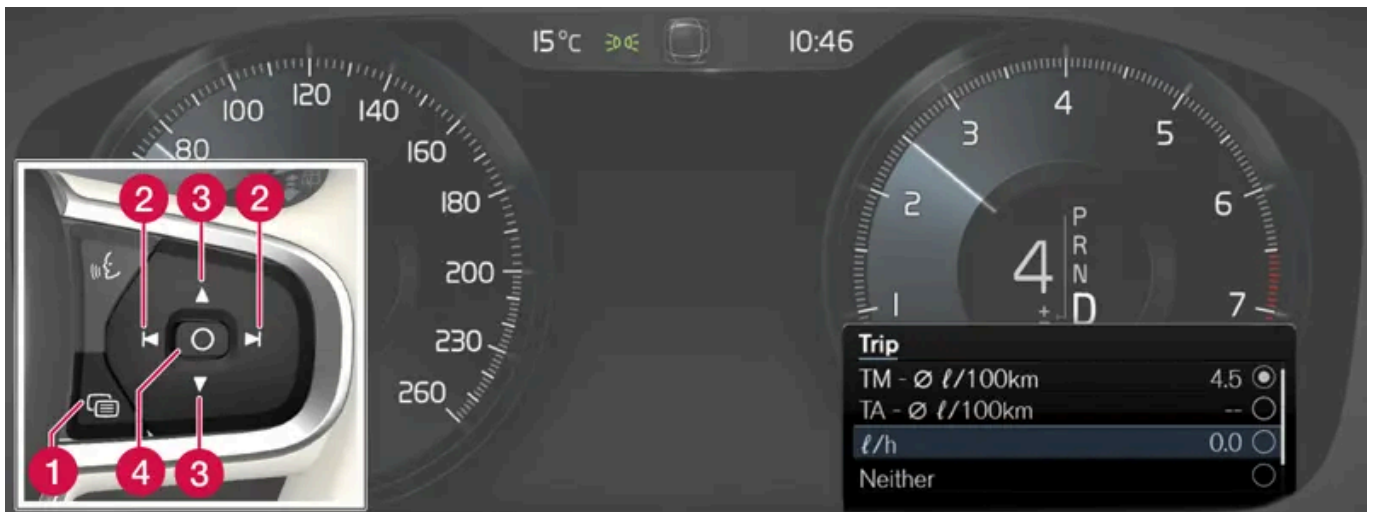 15°C 10:46
80
100
120
140
160
180
200
230
260
1
2
3
4
5
6
7
4
P
R
N
D
+
-
2 3 2
1 4 3
Trip
TM - Ø ℓ/100km 4.5
TA - Ø ℓ/100km --
ℓ/h 0.0
Neither